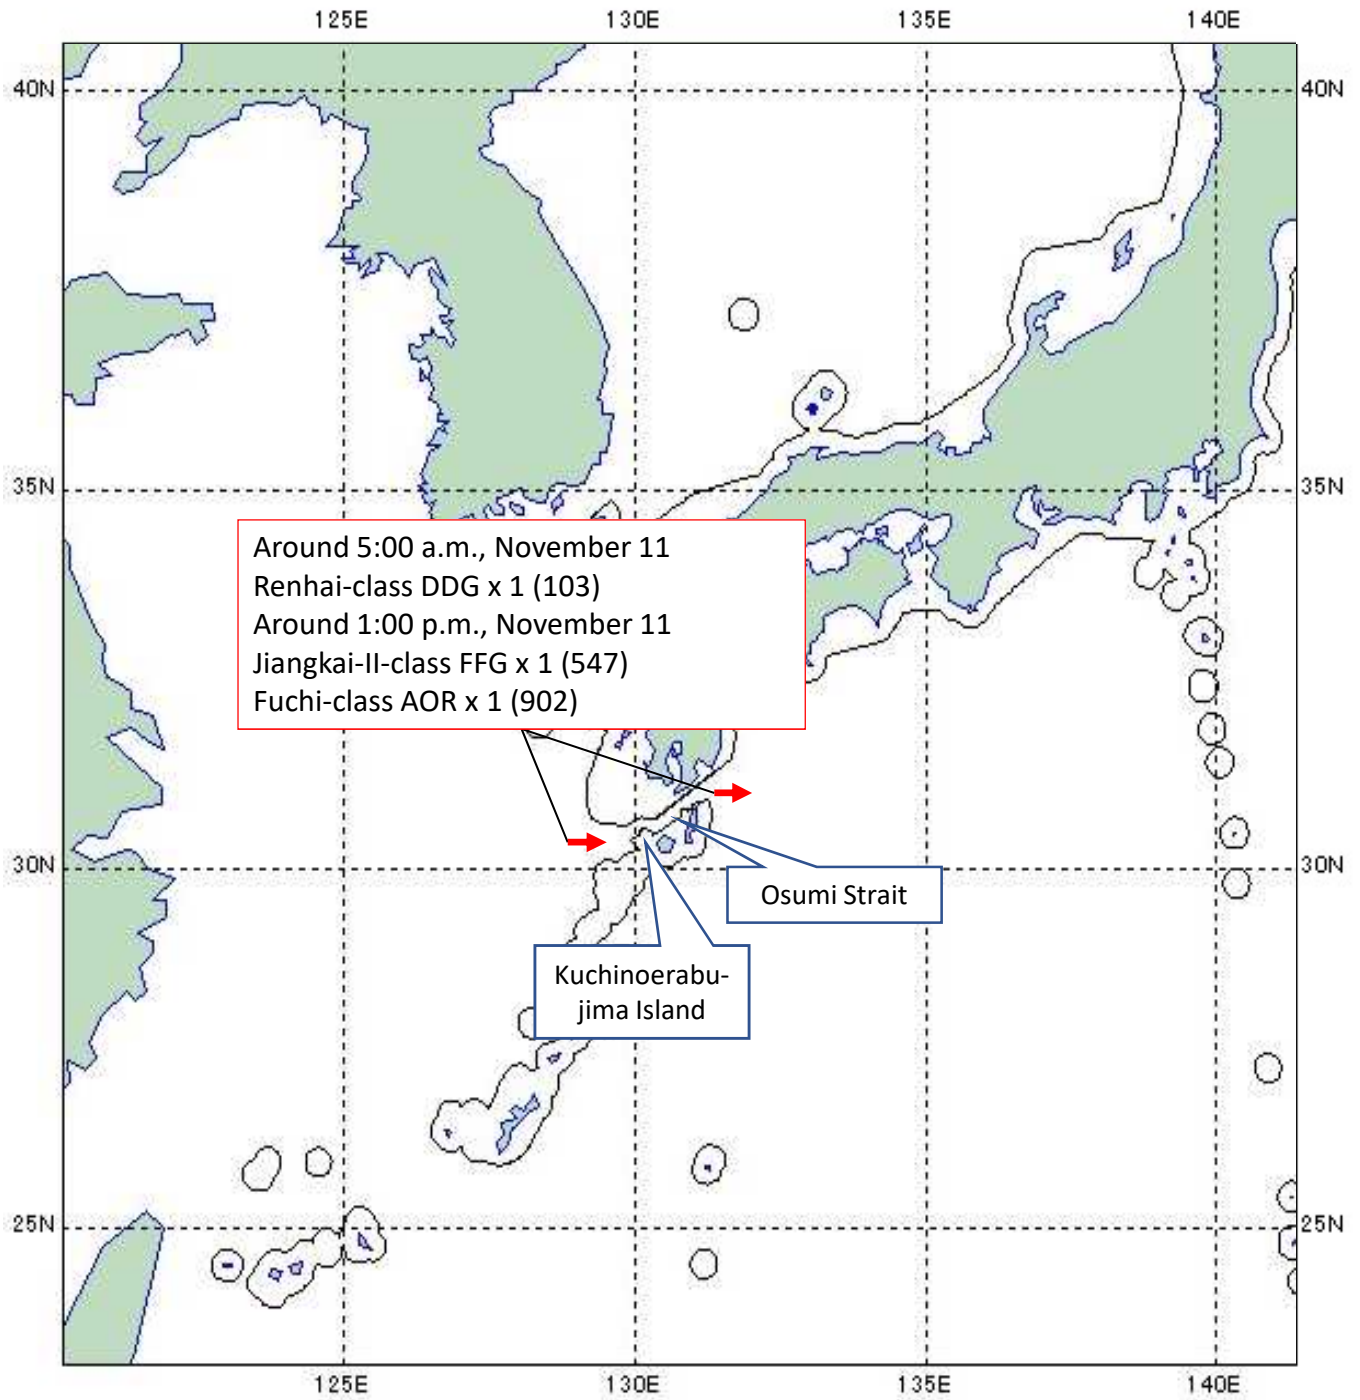 125E 130E 135E 140E
40N 40N
35N 35N
Around 5:00 a.m., November 11
Renhai-class DDG x 1 (103)
Around 1:00 p.m., November 11
Jiangkai-II-class FFG x 1 (547)
Fuchi-class AOR x 1 (902)
30N 30N
Osumi Strait
Kuchinoerabu-
jima Island
25N 25N
125E 130E 135E 140E